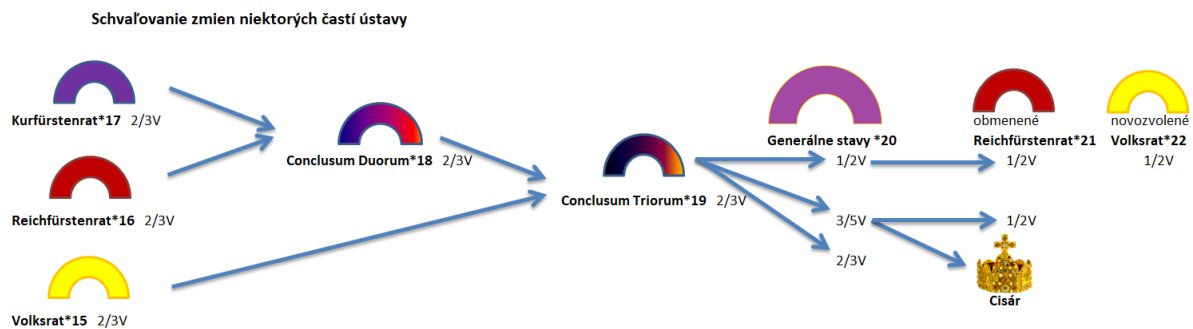 Schvaľovanie zmien niektorých častí ústavy
Kurfürstenrat*17 2/3V
Reichfürstenrat*16 2/3V
Volksrat*15 2/3V
Conclusum Duorum*18 2/3V
Conclusum Triorum*19 2/3V
Generálne stavy *20
1/2V
3/5V
2/3V
obmenené
Reichfürstenrat*21
1/2V
1/2V
Cisár
novozvolené
Volksrat*22
1/2V